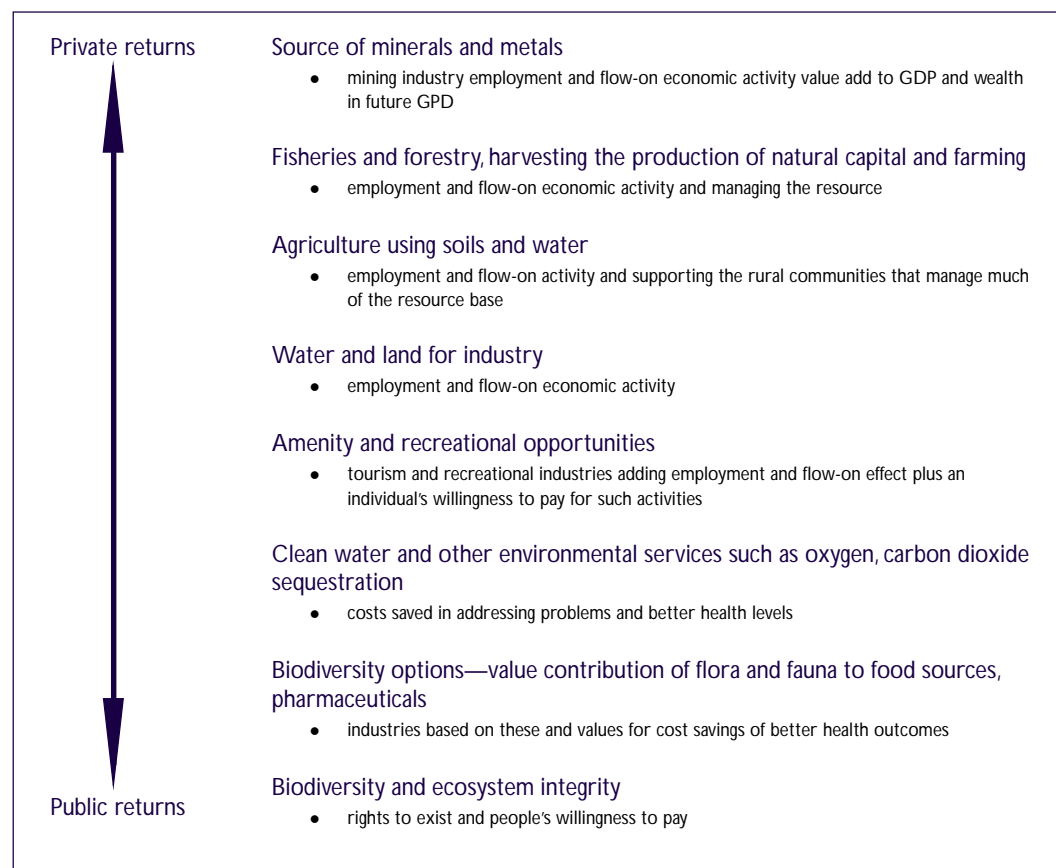 Private returns
Source of minerals and metals
● mining industry employment and flow-on economic activity value add to GDP and wealth
in future GPD
Fisheries and forestry, harvesting the production of natural capital and farming
● employment and flow-on economic activity and managing the resource
Agriculture using soils and water
● employment and flow-on activity and supporting the rural communities that manage much
of the resource base
Water and land for industry
● employment and flow-on economic activity
Amenity and recreational opportunities
● tourism and recreational industries adding employment and flow-on effect plus an
individual's willingness to pay for such activities
Clean water and other environmental services such as oxygen, carbon dioxide
sequestration
● costs saved in addressing problems and better health levels
Biodiversity options—value contribution of flora and fauna to food sources,
pharmaceuticals
● industries based on these and values for cost savings of better health outcomes
Biodiversity and ecosystem integrity
● rights to exist and people's willingness to pay
Public returns